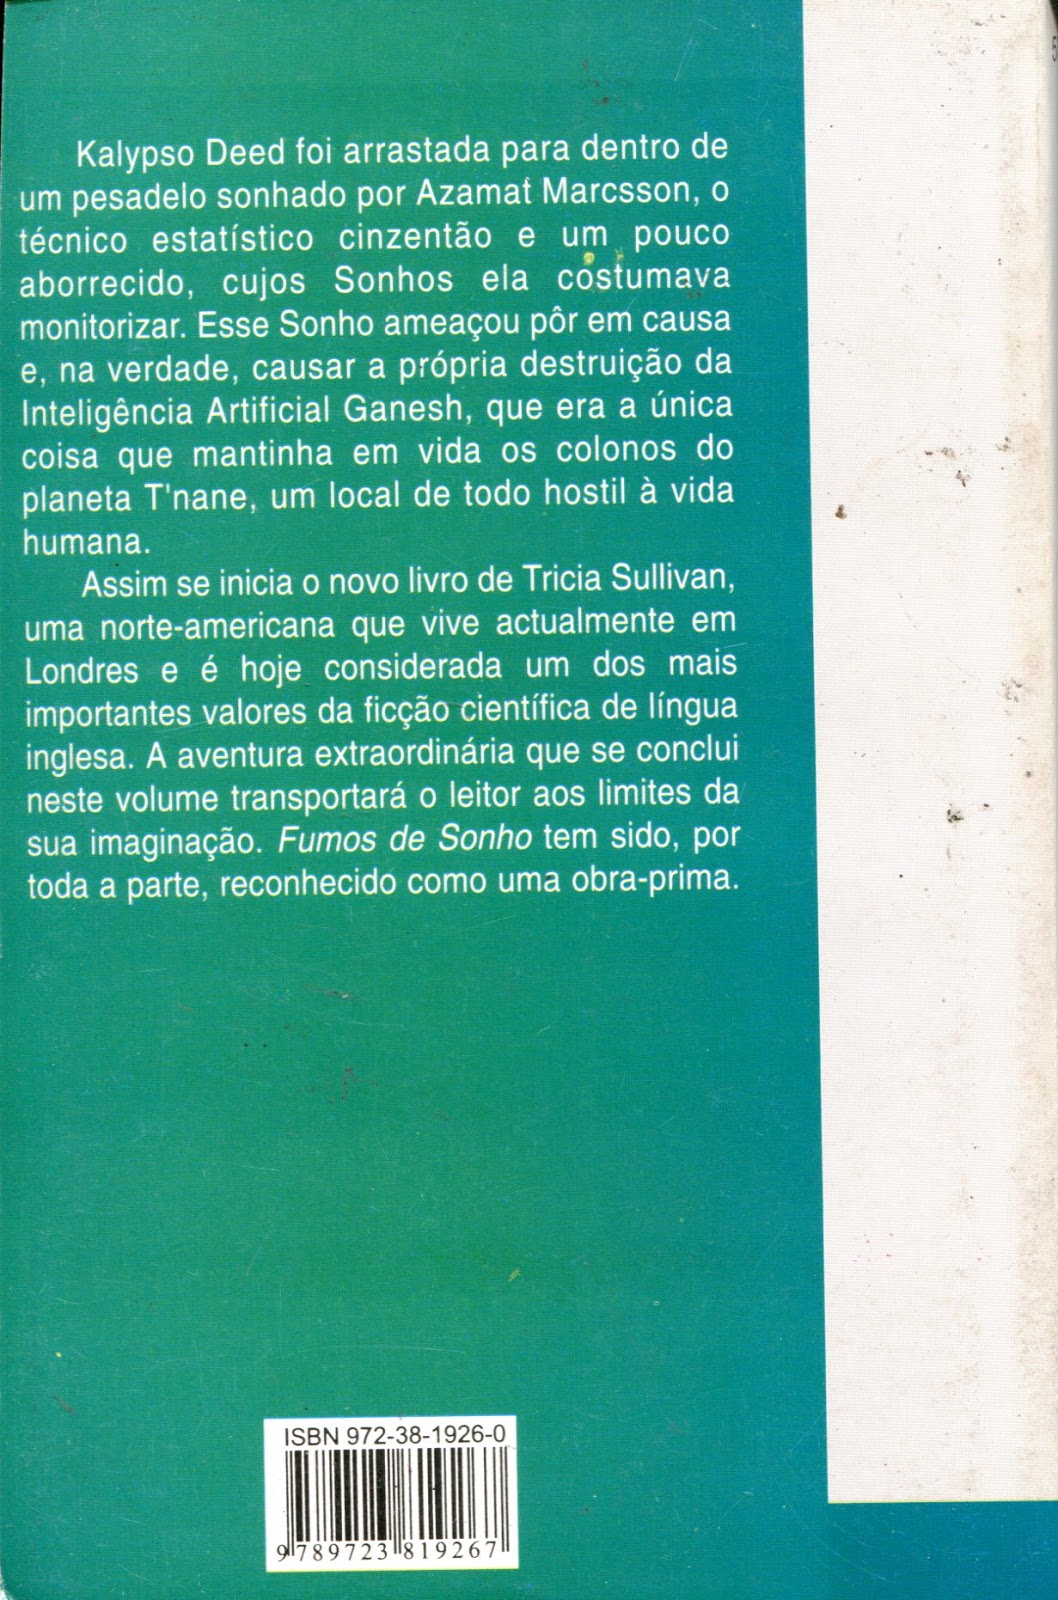 Kalypso Deed foi arrastada para dentro de
um pesadelo sonhado por Azamat Marcsson, o
técnico estatístico cinzentão e um pouco
aborrecido, cujos Sonhos ela costumava
monitorizar. Esse Sonho ameaçou pôr em causa
e, na verdade, causar a própria destruição da
Inteligência Artificial Ganesh, que era a única
coisa que mantinha em vida os colonos do
planeta T'nane, um local de todo hostil à vida
humana.
Assim se inicia o novo livro de Tricia Sullivan,
uma norte-americana que vive actualmente em
Londres e é hoje considerada um dos mais
importantes valores da ficção científica de língua
inglesa. A aventura extraordinária que se conclui
neste volume transportará o leitor aos limites da
sua imaginação. Fumos de Sonho tem sido, por
toda a parte, reconhecido como uma obra-prima.
ISBN 972-38-1926-0
9 789723 819267